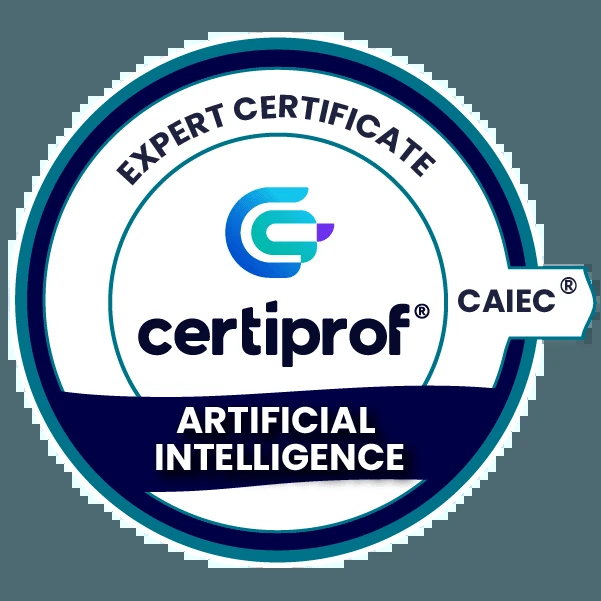 EXPERT CERTIFICATE
certiprof®
CAIEC®
ARTIFICIAL
INTELLIGENCE